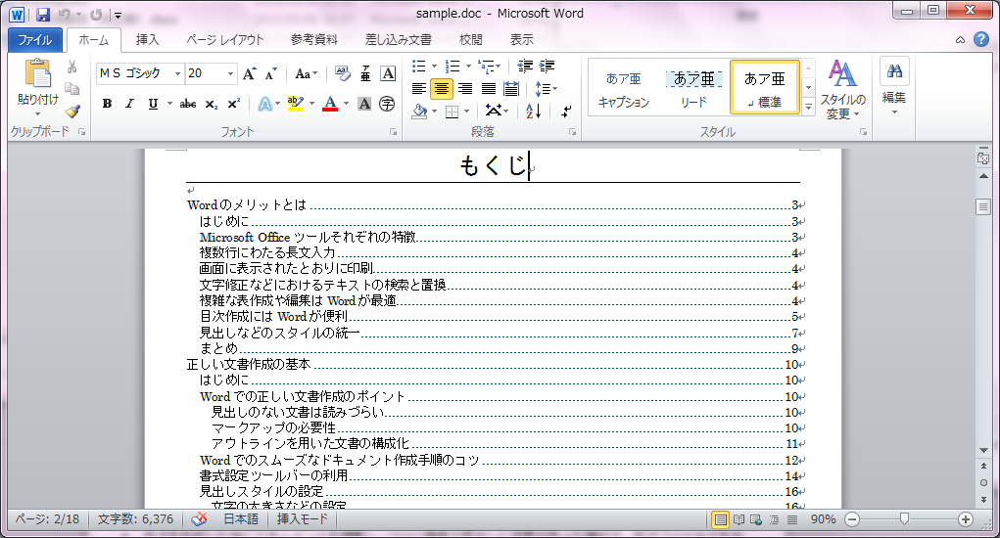 sample.doc - Microsoft Word
ファイル ホーム 挿入 ページ レイアウト 参考資料 差し込み文書 校閲 表示
ＭＳ ゴシック 20 Aa 亜 A
貼り付け B I U abc x₂ x² A ab A A 字
あア亜 あア亜 あア亜
キャプション リード 標準
スタイルの
変更
編集
クリップボード フォント 段落 スタイル
もくじ
Wordのメリットとは 3
はじめに 3
Microsoft Office ツールそれぞれの特徴 3
複数行にわたる長文入力 4
画面に表示されたとおりに印刷 4
文字修正などにおけるテキストの検索と置換 4
複雑な表作成や編集は Word が最適 4
目次作成には Word が便利 5
見出しなどのスタイルの統一 7
まとめ 9
正しい文書作成の基本 10
はじめに 10
Word での正しい文書作成のポイント 10
見出しのない文書は読みづらい 10
マークアップの必要性 10
アウトラインを用いた文書の構成化 11
Word でのスムーズなドキュメント作成手順のコツ 12
書式設定ツールバーの利用 14
見出しスタイルの設定 16
文字の大きさなどの設定 16
ページ: 2/18 文字数: 6,376 日本語 挿入モード 90%